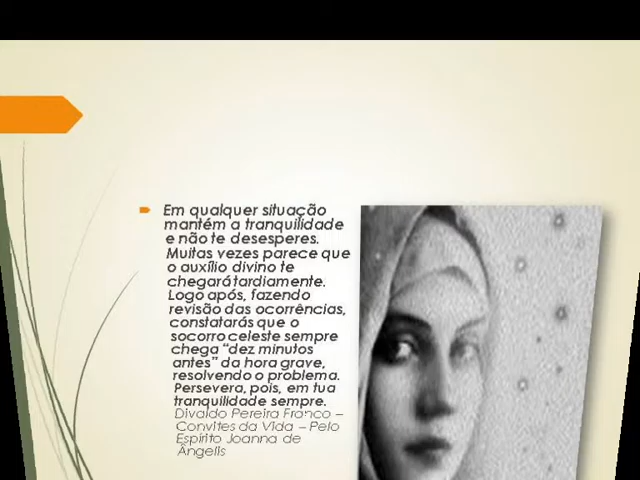 Em qualquer situação
mantém a tranquilidade
e não te desesperes.
Muitas vezes parece que
o auxílio divino te
chegará tardiamente.
Logo após, fazendo
revisão das ocorrências,
constatarás que o
socorro celeste sempre
chega “dez minutos
antes” da hora grave,
resolvendo o problema.
Persevera, pois, em tua
tranquilidade sempre.
Divaldo Pereira Franco –
Convites da Vida – Pelo
Espírito Joanna de
Ângelis